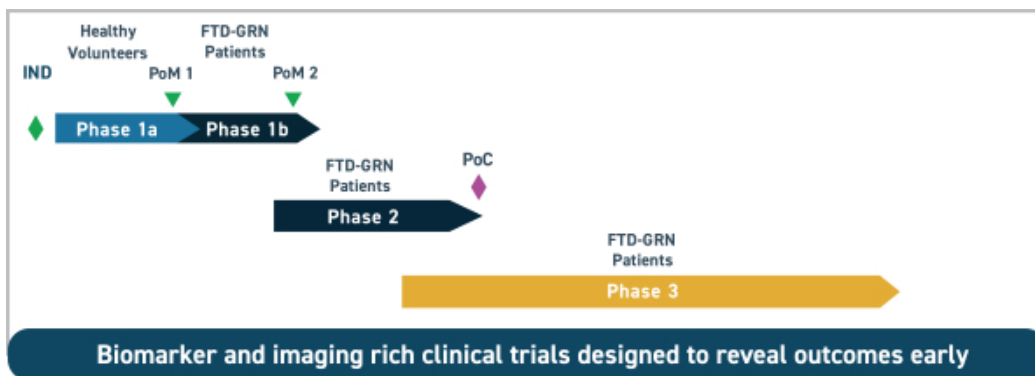 Healthy
Volunteers
FTD-GRN
Patients
IND
PoM 1
PoM 2
Phase 1a
Phase 1b
FTD-GRN
Patients
PoC
Phase 2
FTD-GRN
Patients
Phase 3
Biomarker and imaging rich clinical trials designed to reveal outcomes early